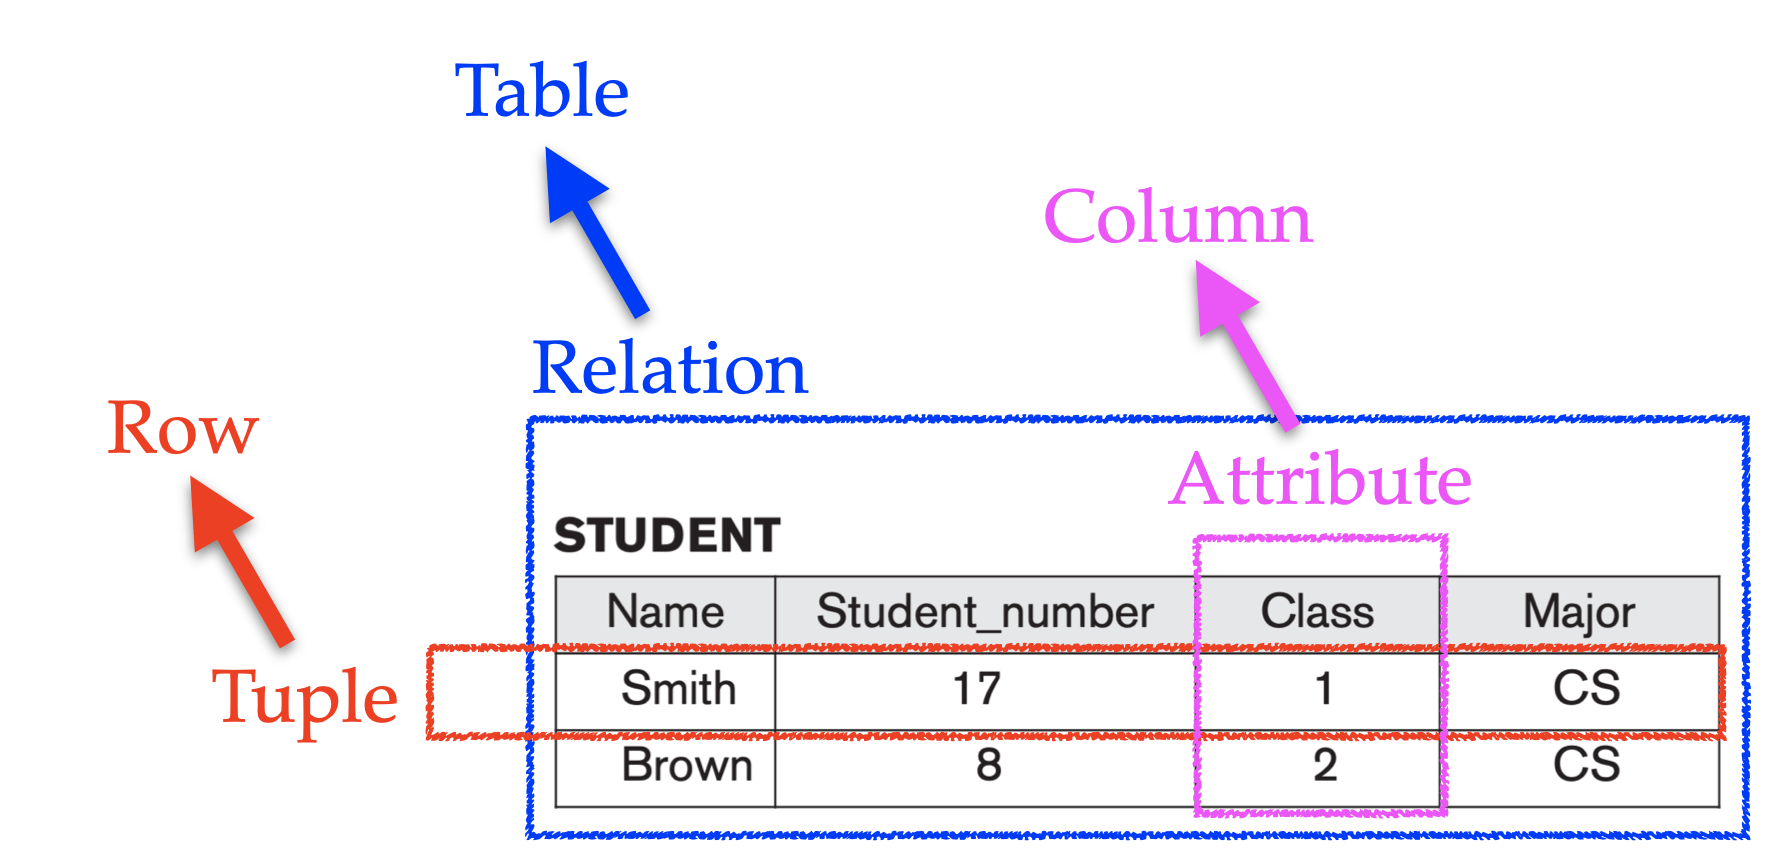 Table
Column
Relation
Row
Attribute
STUDENT
Name Student_number Class Major
Tuple
Smith 17 1 CS
Brown 8 2 CS